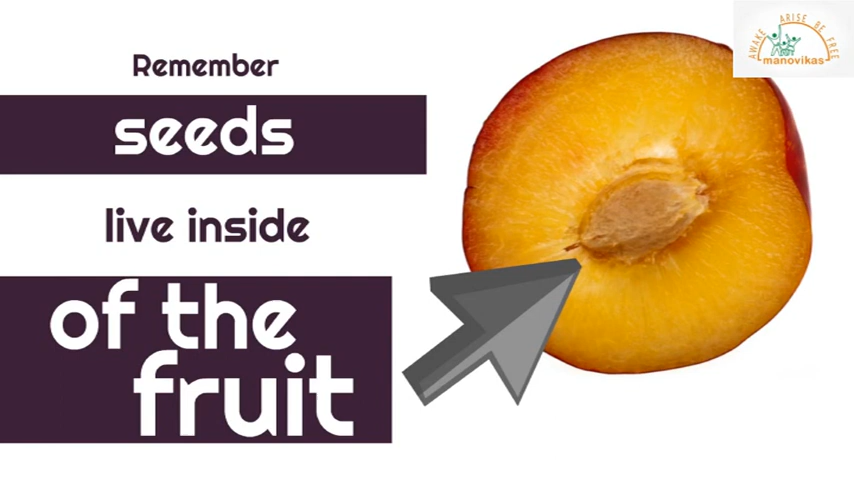 Remember
seeds
live inside
of the
fruit
AWAKE ARISE BE FREE
manovikas